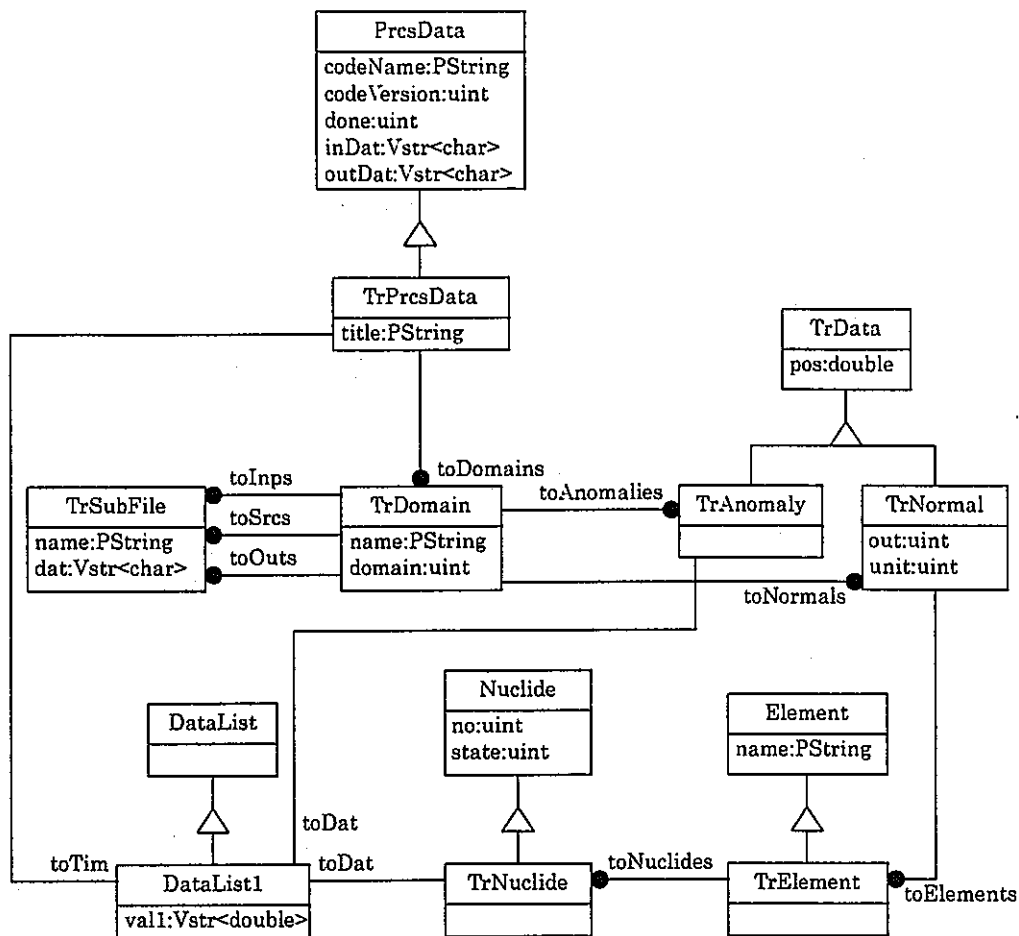 PrcsData
codeName:PString
codeVersion:uint
done:uint
inDat:Vstr<char>
outDat:Vstr<char>
TrPrcsData
title:PString
TrData
pos:double
toDomains
toInps
toSrcs
toOuts
TrSubFile
name:PString
dat:Vstr<char>
TrDomain
name:PString
domain:uint
toAnomalies
TrAnomaly
TrNormal
out:uint
unit:uint
toNormals
DataList
Nuclide
no:uint
state:uint
Element
name:PString
toDat
toTim
toDat
toNuclides
toElements
DataList1
val1:Vstr<double>
TrNuclide
TrElement